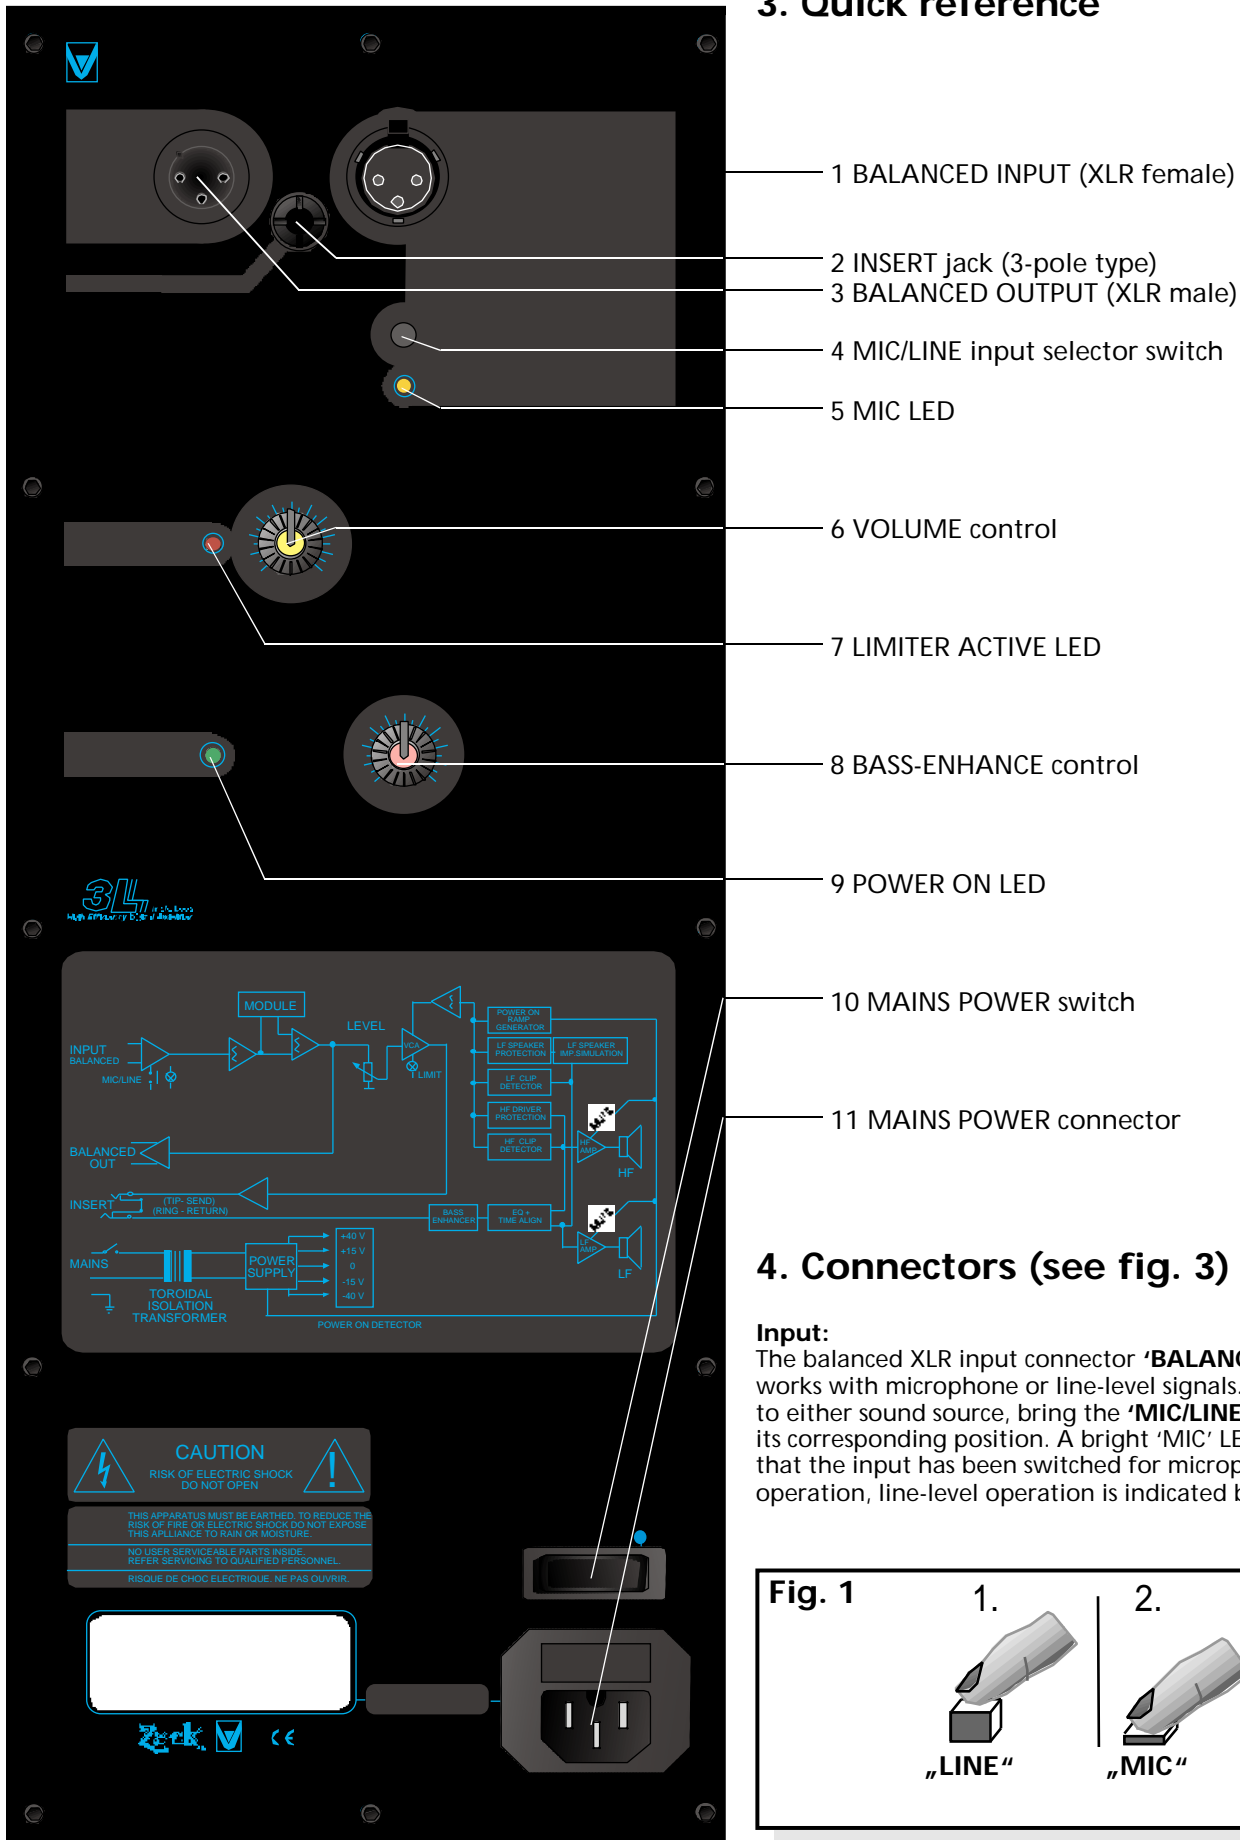 3. Quick reference
1 BALANCED INPUT (XLR female)
2 INSERT jack (3-pole type)
3 BALANCED OUTPUT (XLR male)
4 MIC/LINE input selector switch
5 MIC LED
6 VOLUME control
7 LIMITER ACTIVE LED
8 BASS-ENHANCE control
9 POWER ON LED
10 MAINS POWER switch
11 MAINS POWER connector
MODULE
LEVEL
INPUT
BALANCED
MIC/LINE
VCA
LIMIT
POWER ON
RAMP
GENERATOR
LF SPEAKER
PROTECTION
LF SPEAKER
IMP.SIMULATION
LF CLIP
DETECTOR
HF DRIVER
PROTECTION
HF CLIP
DETECTOR
MUTE
HF
AMP
HF
BALANCED
OUT
INSERT
(TIP- SEND)
(RING - RETURN)
BASS
ENHANCER
EQ +
TIME ALIGN
MUTE
LF
AMP
LF
MAINS
TOROIDAL
ISOLATION
TRANSFORMER
POWER
SUPPLY
+40 V
+15 V
0
-15 V
-40 V
POWER ON DETECTOR
CAUTION
RISK OF ELECTRIC SHOCK
DO NOT OPEN
THIS APPARATUS MUST BE EARTHED. TO REDUCE THE
RISK OF FIRE OR ELECTRIC SHOCK DO NOT EXPOSE
THIS APLLIANCE TO RAIN OR MOISTURE.
NO USER SERVICEABLE PARTS INSIDE.
REFER SERVICING TO QUALIFIED PERSONNEL.
RISQUE DE CHOC ELECTRIQUE. NE PAS OUVRIR.
Zeck
CE
4. Connectors (see fig. 3)
Input:
The balanced XLR input connector ‘BALANC
works with microphone or line-level signals.
to either sound source, bring the ‘MIC/LINE
its corresponding position. A bright ‘MIC’ LE
that the input has been switched for microp
operation, line-level operation is indicated b
Fig. 1
1.
2.
„LINE“
„MIC“